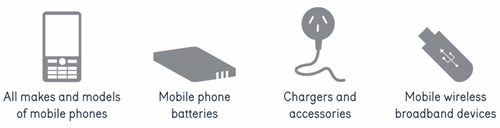 All makes and models
of mobile phones
Mobile phone
batteries
Chargers and
accessories
Mobile wireless
broadband devices